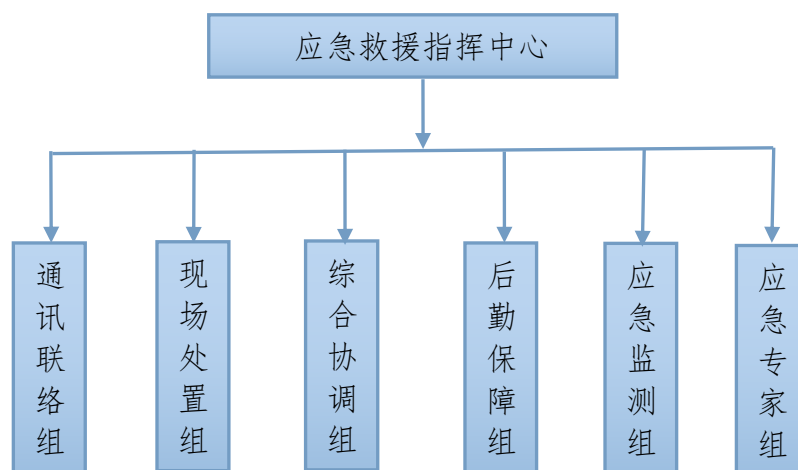 应急救援指挥中心
通讯联络组
现场处置组
综合协调组
后勤保障组
应急监测组
应急专家组